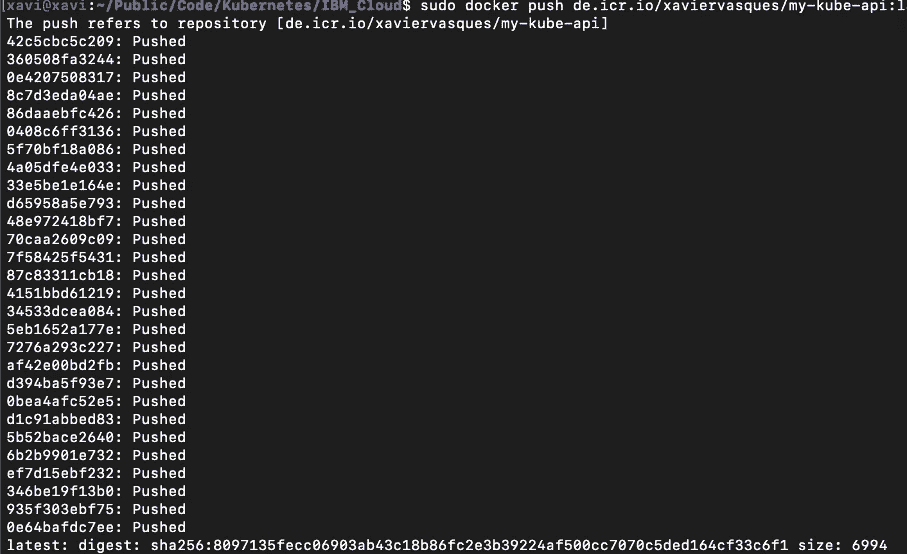 [xavi@xavi:~/Public/Code/Kubernetes/IBM_Cloud$ sudo docker push de.icr.io/xaviervasques/my-kube-api:l
The push refers to repository [de.icr.io/xaviervasques/my-kube-api]
42c5cbc5c209: Pushed
360508fa3244: Pushed
0e4207508317: Pushed
8c7d3eda04ae: Pushed
86daaebfc426: Pushed
0408c6ff3136: Pushed
5f70bf18a086: Pushed
4a05dfe4e033: Pushed
33e5be1e164e: Pushed
d65958a5e793: Pushed
48e972418bf7: Pushed
70caa2609c09: Pushed
7f58425f5431: Pushed
87c83311cb18: Pushed
4151bbd61219: Pushed
34533dcea084: Pushed
5eb1652a177e: Pushed
7276a293c227: Pushed
af42e00bd2fb: Pushed
d394ba5f93e7: Pushed
0bea4afc52e5: Pushed
d1c91abbed83: Pushed
5b52bace2640: Pushed
6b2b9901e732: Pushed
ef7d15ebf232: Pushed
346be19f13b0: Pushed
935f303ebf75: Pushed
0e64bafdc7ee: Pushed
latest: digest: sha256:8097135fecc06903ab43c18b86fc2e3b39224af500cc7070c5ded164cf33c6f1 size: 6994